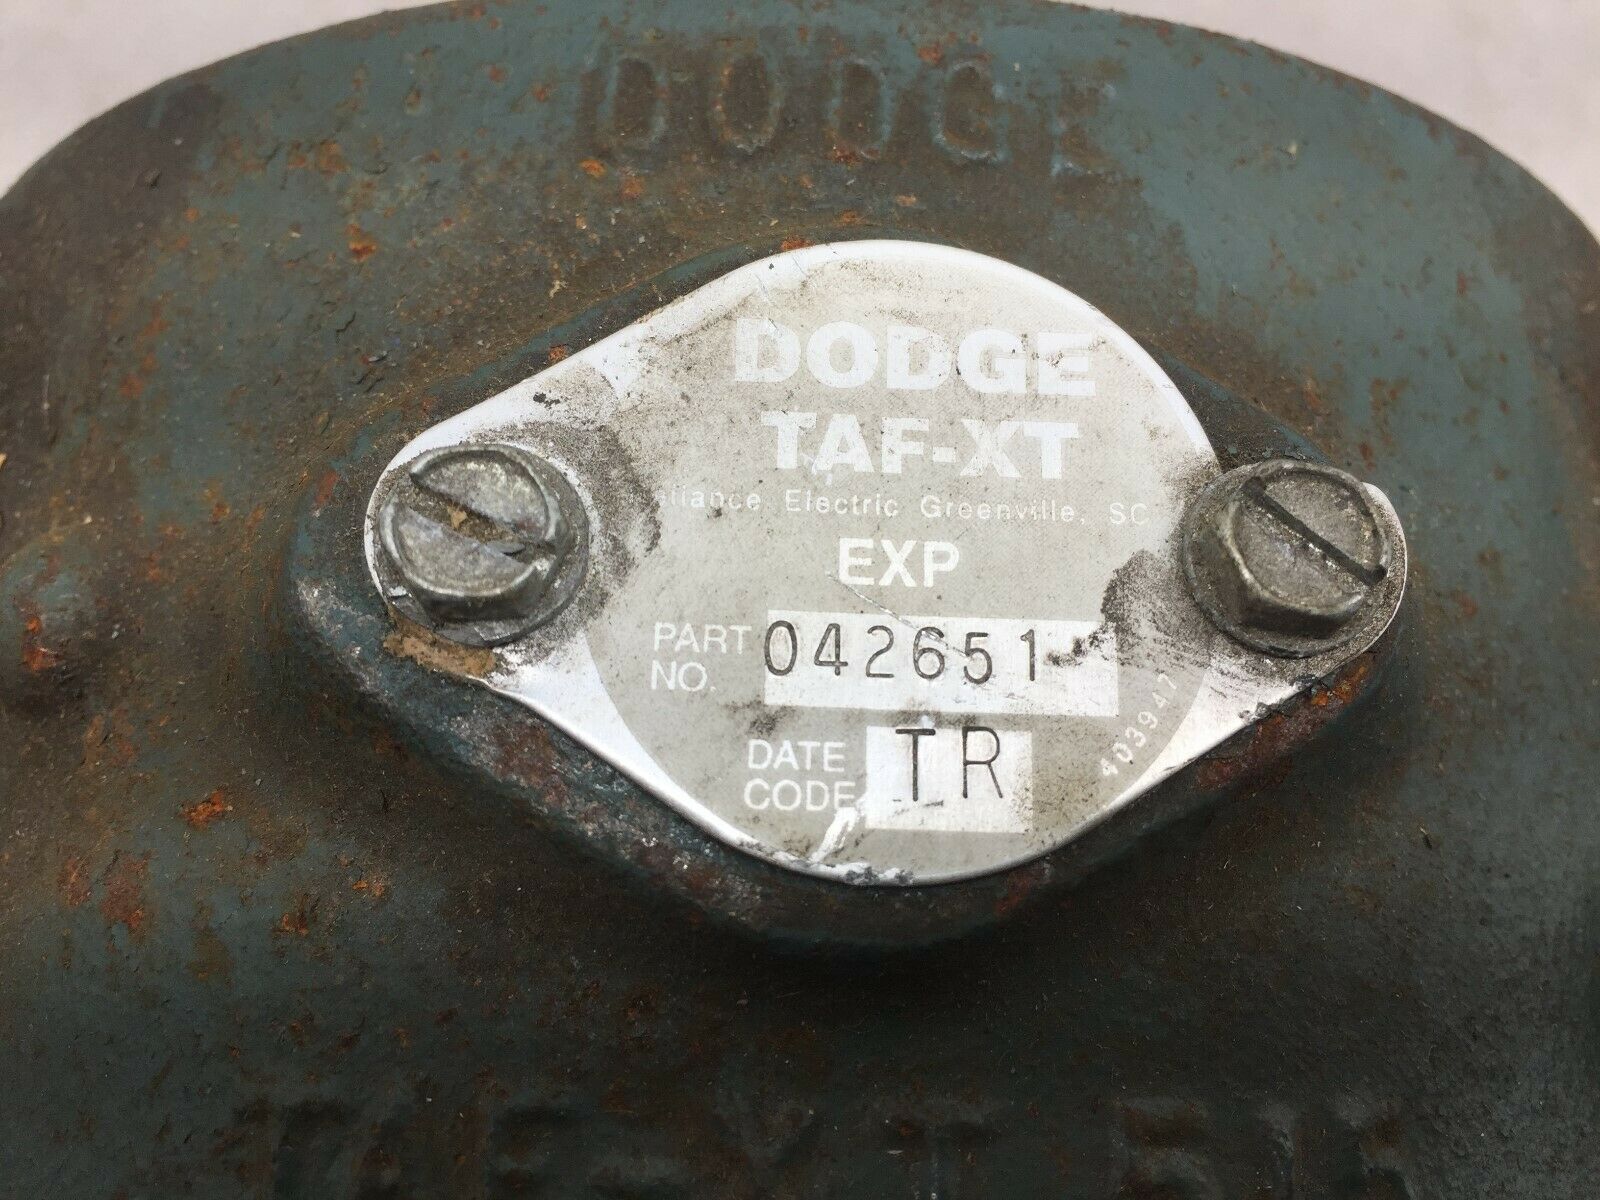 DODGE
DODGE
TAF-XT
Reliance Electric Greenville, SC
EXP
PART NO. 042651
DATE CODE TR
403947